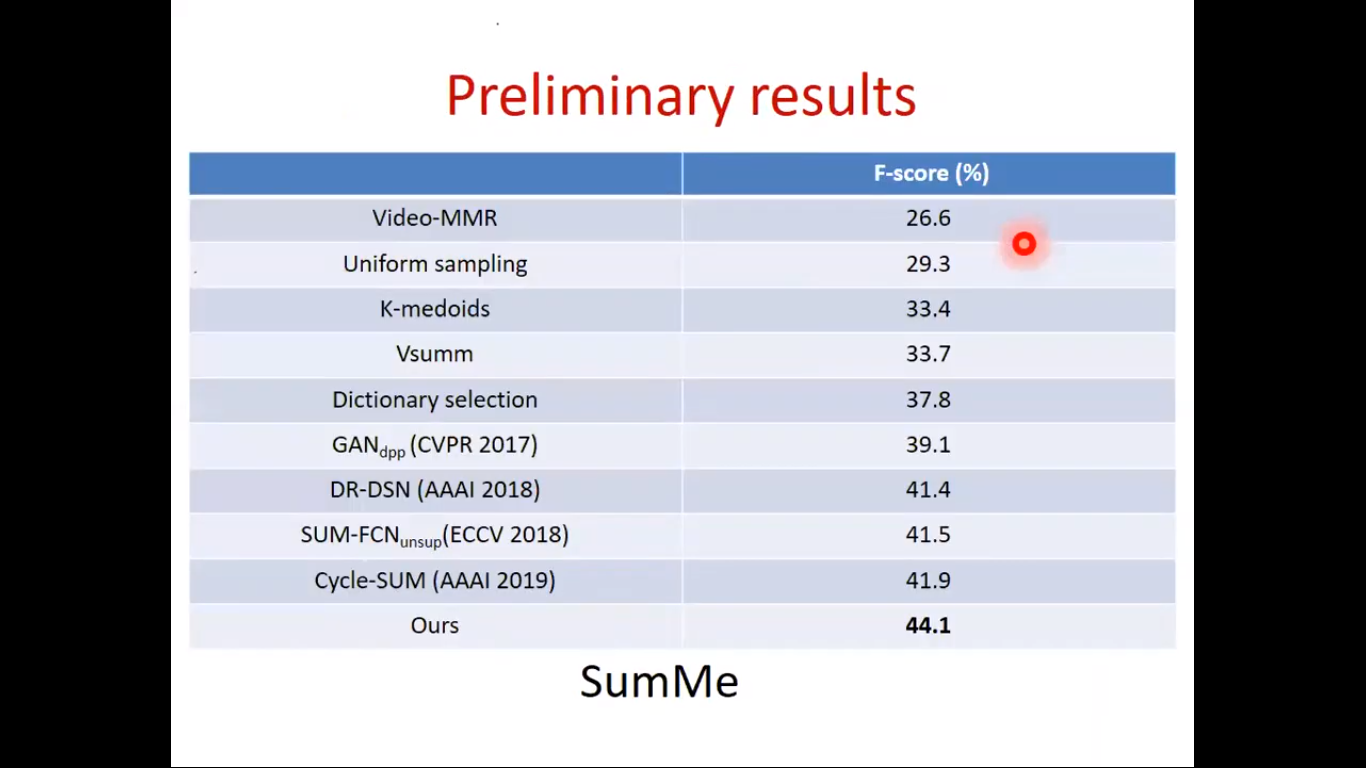 Preliminary results
F-score (%)
Video-MMR 26.6
Uniform sampling 29.3
K-medoids 33.4
Vsumm 33.7
Dictionary selection 37.8
GANdpp (CVPR 2017) 39.1
DR-DSN (AAAI 2018) 41.4
SUM-FCNunsup(ECCV 2018) 41.5
Cycle-SUM (AAAI 2019) 41.9
Ours 44.1
SumMe